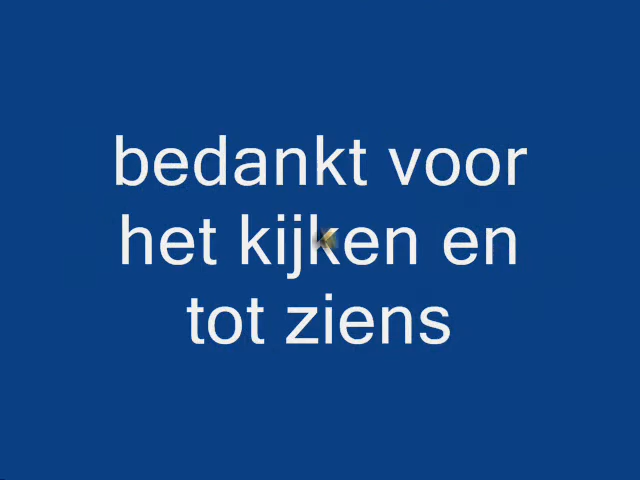 bedankt voor
het kijken en
tot ziens